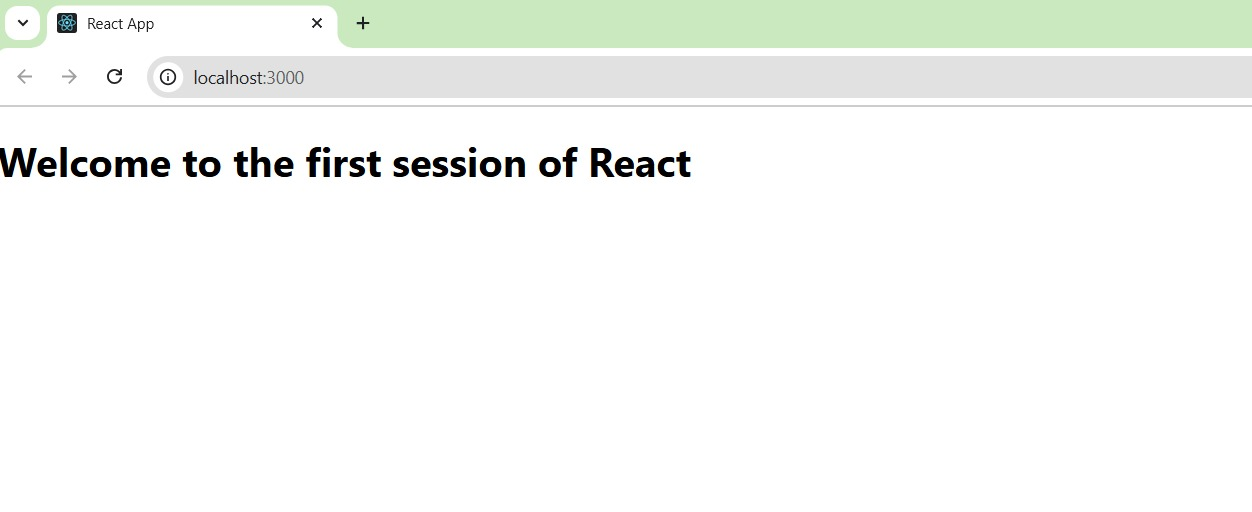 React App
localhost:3000
Welcome to the first session of React